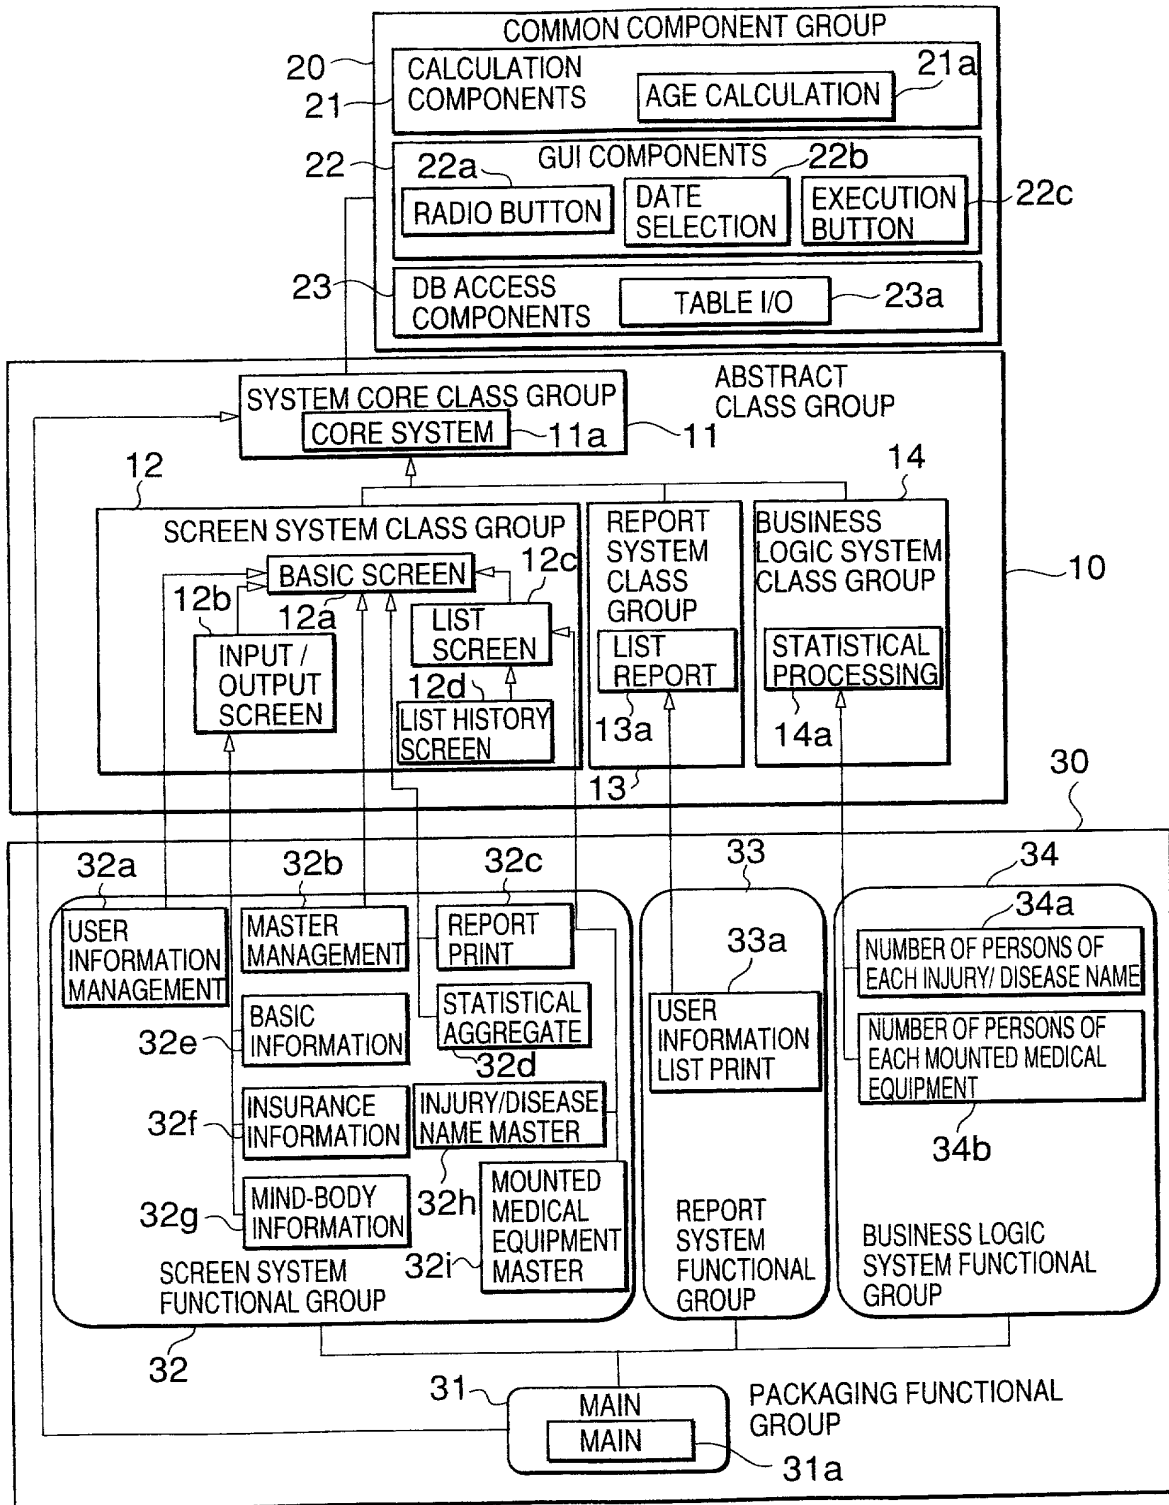 COMMON COMPONENT GROUP
20
CALCULATION
COMPONENTS
21
AGE CALCULATION
21a
22
GUI COMPONENTS
22a
22b
RADIO BUTTON
DATE
SELECTION
EXECUTION
BUTTON
22c
23
DB ACCESS
COMPONENTS
TABLE I/O
23a
SYSTEM CORE CLASS GROUP
CORE SYSTEM
11a
11
ABSTRACT
CLASS GROUP
12
14
SCREEN SYSTEM CLASS GROUP
REPORT
SYSTEM
CLASS
GROUP
BUSINESS
LOGIC SYSTEM
CLASS GROUP
10
BASIC SCREEN
12a
12b
12c
INPUT /
OUTPUT
SCREEN
LIST
SCREEN
12d
LIST HISTORY
SCREEN
LIST
REPORT
13a
13
STATISTICAL
PROCESSING
14a
30
32a
32b
32c
33
34
USER
INFORMATION
MANAGEMENT
MASTER
MANAGEMENT
REPORT
PRINT
BASIC
INFORMATION
32e
STATISTICAL
AGGREGATE
32d
INSURANCE
INFORMATION
32f
INJURY/DISEASE
NAME MASTER
32h
MIND-BODY
INFORMATION
32g
MOUNTED
MEDICAL
EQUIPMENT
MASTER
32i
SCREEN SYSTEM
FUNCTIONAL GROUP
32
33a
USER
INFORMATION
LIST PRINT
REPORT
SYSTEM
FUNCTIONAL
GROUP
34a
NUMBER OF PERSONS OF
EACH INJURY/ DISEASE NAME
NUMBER OF PERSONS OF
EACH MOUNTED MEDICAL
EQUIPMENT
34b
BUSINESS LOGIC
SYSTEM FUNCTIONAL
GROUP
31
MAIN
MAIN
31a
PACKAGING FUNCTIONAL
GROUP